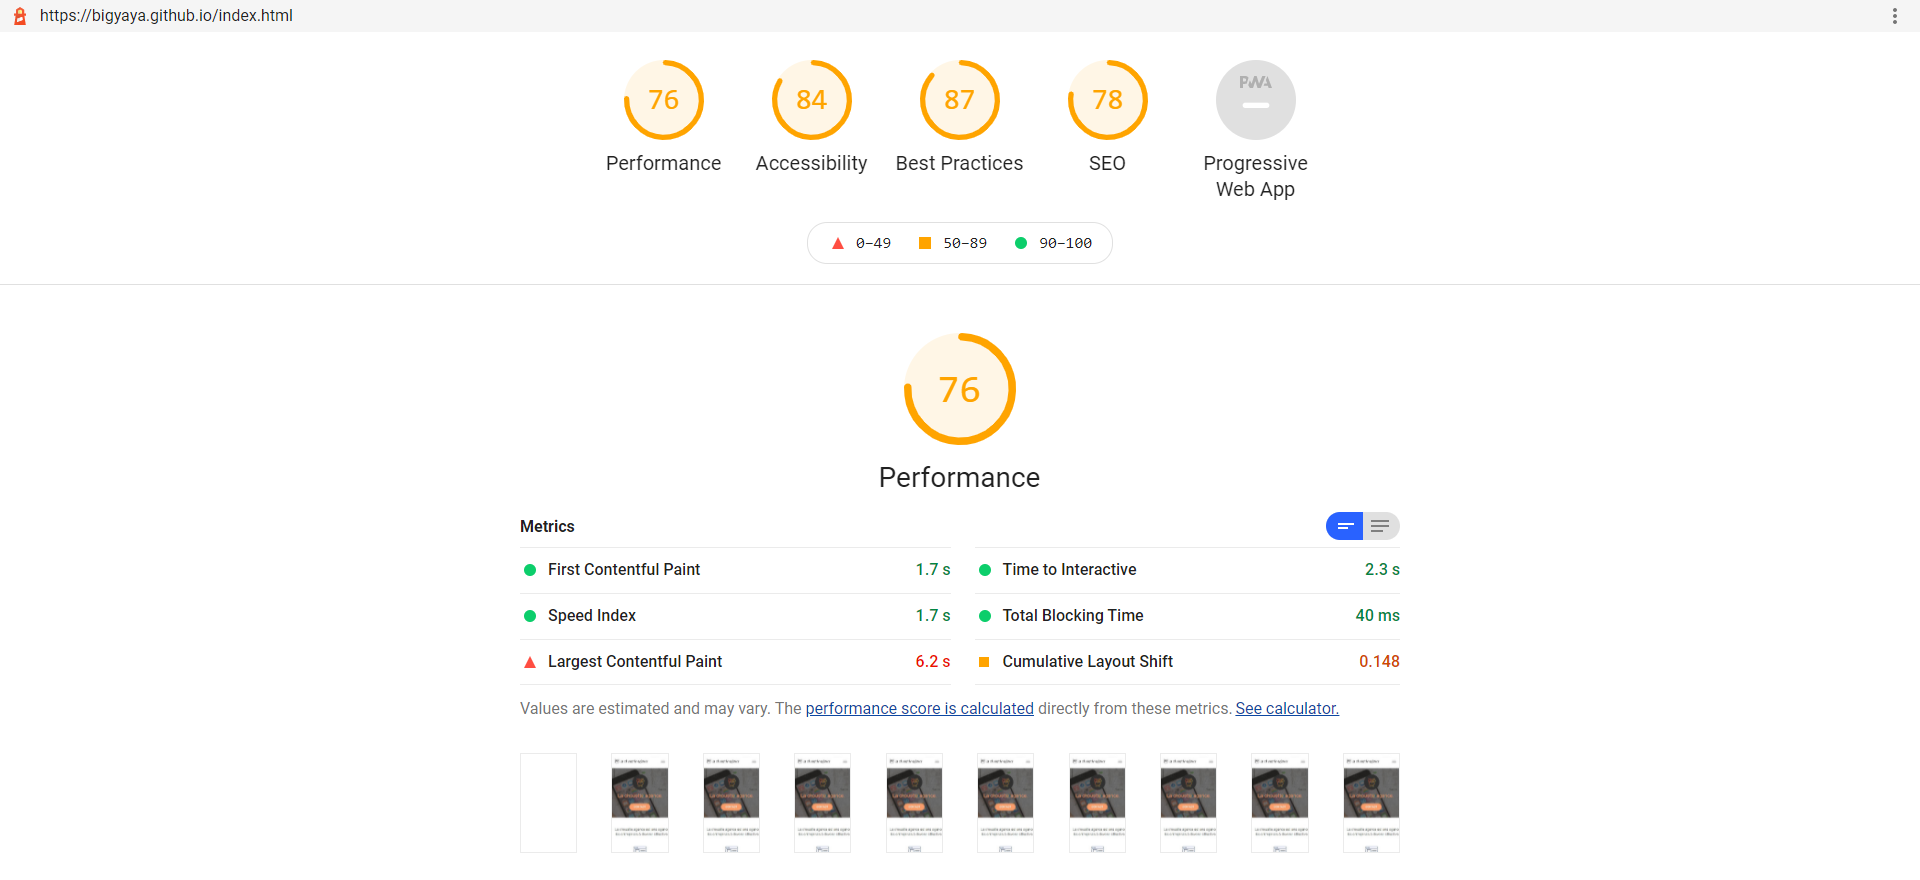 https://bigyaya.github.io/index.html
76 84 87 78 PWA
Performance Accessibility Best Practices SEO Progressive
Web App
0–49 50–89 90–100
76
Performance
Metrics
First Contentful Paint 1.7 s Time to Interactive 2.3 s
Speed Index 1.7 s Total Blocking Time 40 ms
Largest Contentful Paint 6.2 s Cumulative Layout Shift 0.148
Values are estimated and may vary. The performance score is calculated directly from these metrics. See calculator.